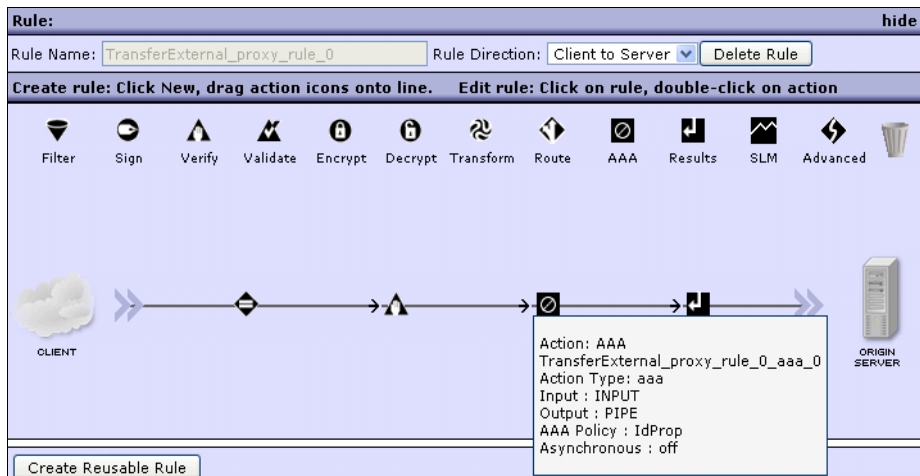 Rule: hide
Rule Name: TransferExternal_proxy_rule_0 Rule Direction: Client to Server Delete Rule
Create rule: Click New, drag action icons onto line. Edit rule: Click on rule, double-click on action
Filter Sign Verify Validate Encrypt Decrypt Transform Route AAA Results SLM Advanced
CLIENT
ORIGIN
SERVER
Action: AAA
TransferExternal_proxy_rule_0_aaa_0
Action Type: aaa
Input : INPUT
Output : PIPE
AAA Policy : IdProp
Asynchronous : off
Create Reusable Rule